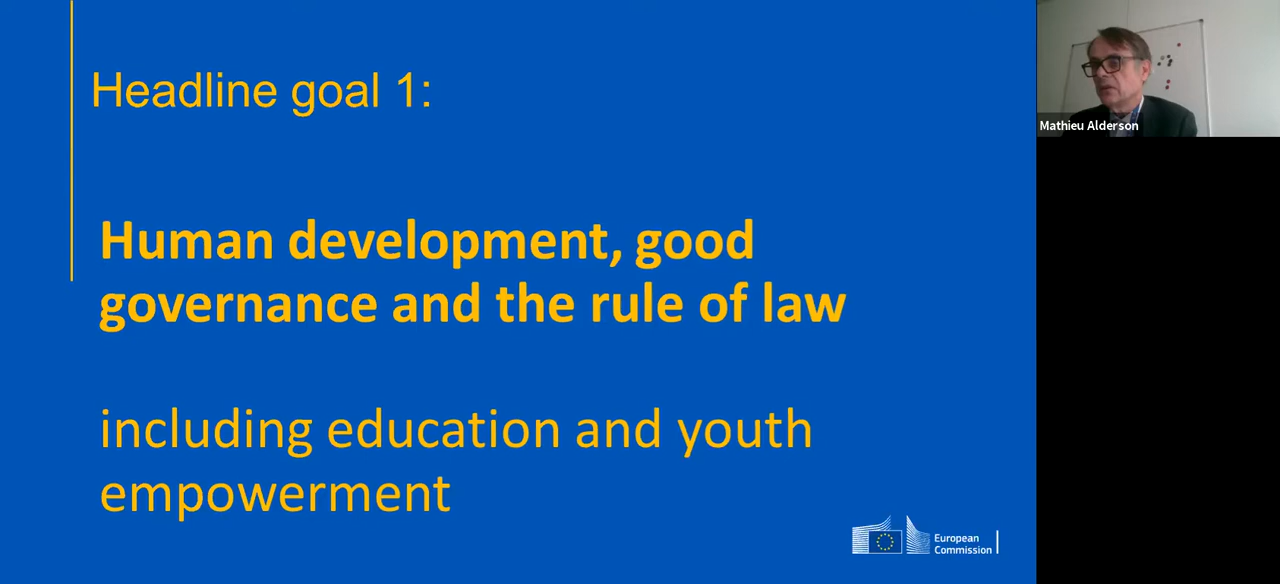 Headline goal 1:
Human development, good
governance and the rule of law
including education and youth
empowerment
European
Commission
Mathieu Alderson